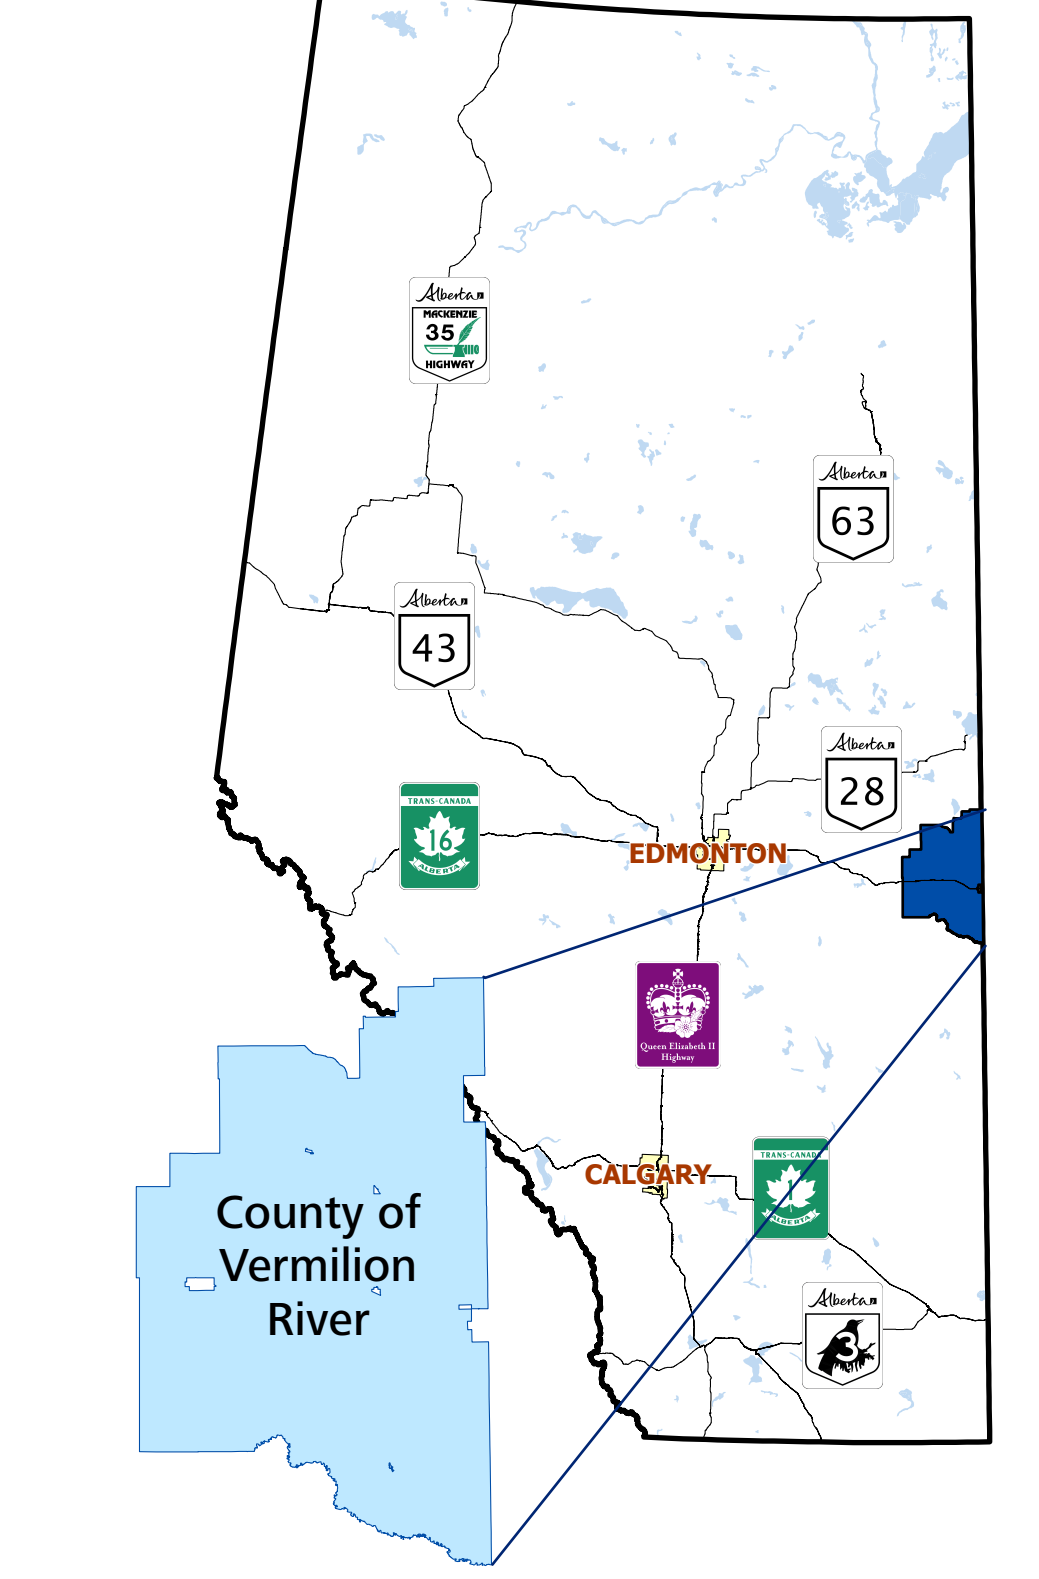 Alberta
MACKENZIE
35
HIGHWAY
Alberta
63
Alberta
43
Alberta
28
TRANS-CANADA
16
ALBERTA
EDMONTON
Queen Elizabeth II
Highway
CALGARY
TRANS-CANADA
1
ALBERTA
County of
Vermilion
River
Alberta
3